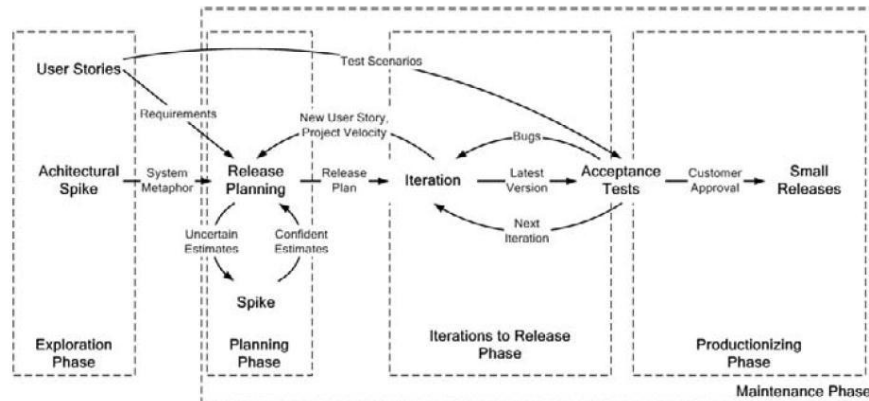 User Stories
Test Scenarios
Requirements
New User Story,
Project Velocity
Bugs
Achitectural
Spike
System
Metaphor
Release
Planning
Release
Plan
Iteration
Latest
Version
Acceptance
Tests
Customer
Approval
Small
Releases
Uncertain
Estimates
Confident
Estimates
Next
Iteration
Spike
Exploration
Phase
Planning
Phase
Iterations to Release
Phase
Productionizing
Phase
Maintenance Phase